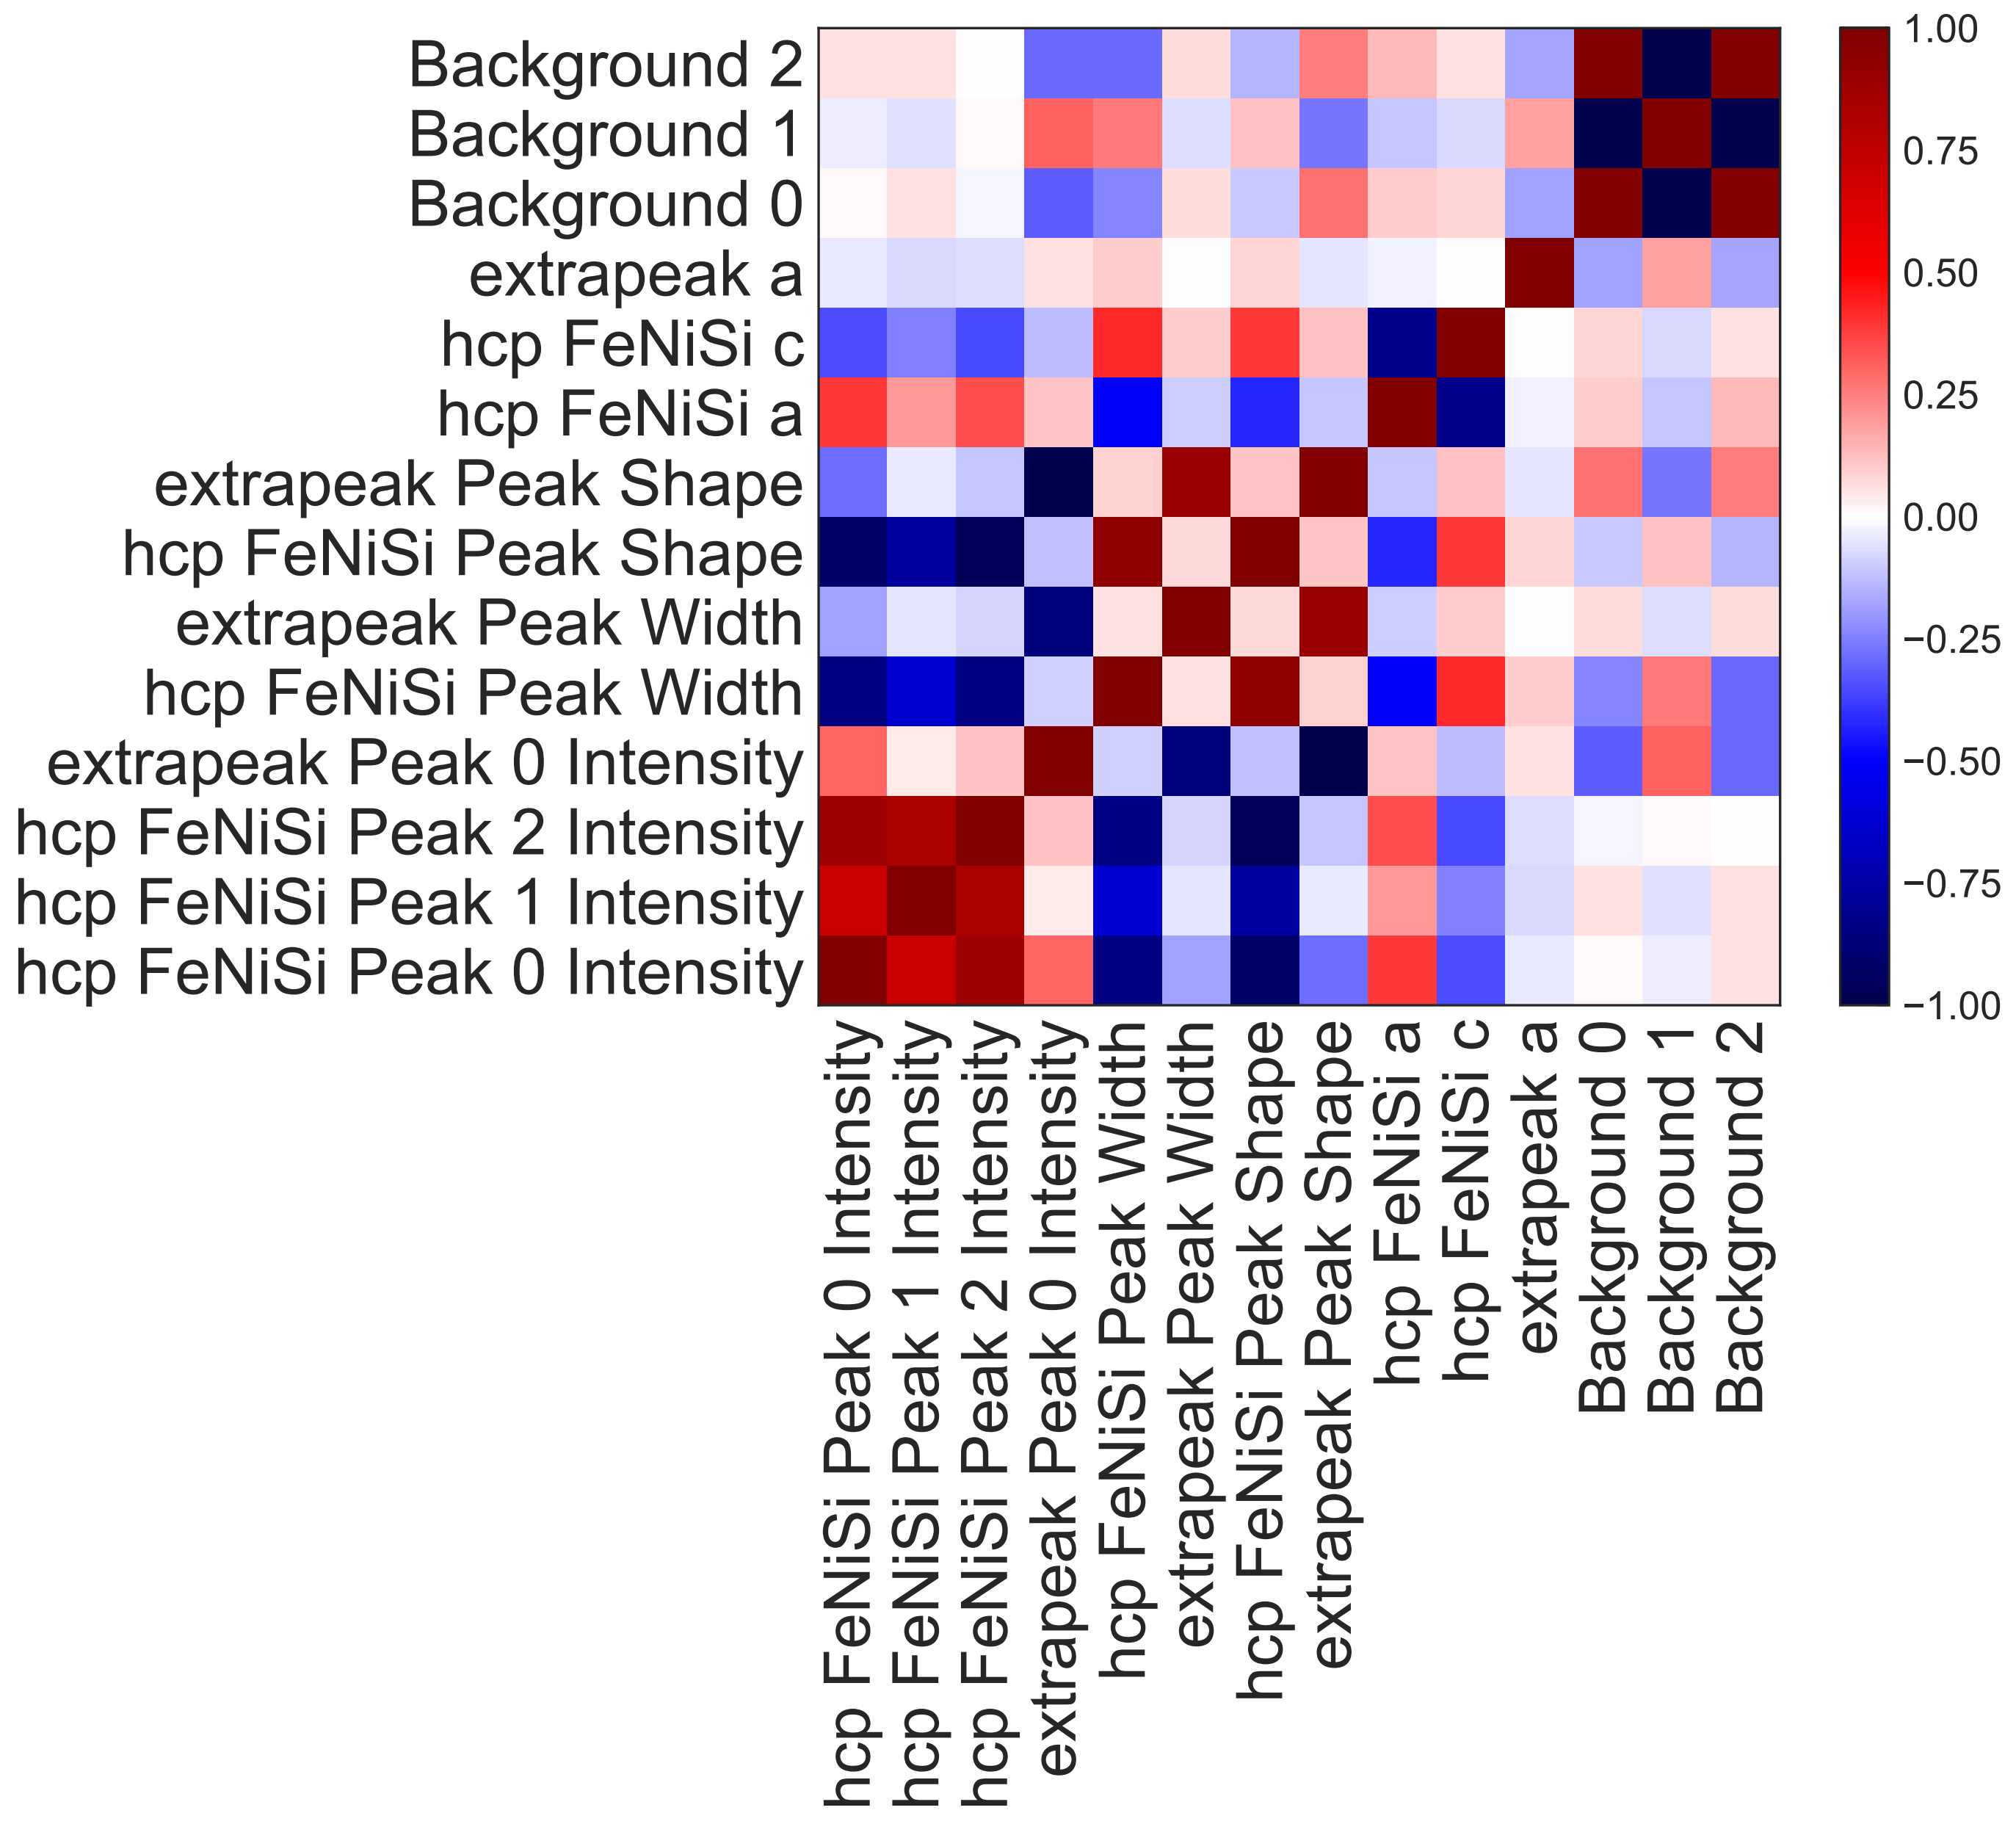 Background 2
Background 1
Background 0
extrapeak a
hcp FeNiSi c
hcp FeNiSi a
extrapeak Peak Shape
hcp FeNiSi Peak Shape
extrapeak Peak Width
hcp FeNiSi Peak Width
extrapeak Peak 0 Intensity
hcp FeNiSi Peak 2 Intensity
hcp FeNiSi Peak 1 Intensity
hcp FeNiSi Peak 0 Intensity
hcp FeNiSi Peak 0 Intensity
hcp FeNiSi Peak 1 Intensity
hcp FeNiSi Peak 2 Intensity
extrapeak Peak 0 Intensity
hcp FeNiSi Peak Width
extrapeak Peak Width
hcp FeNiSi Peak Shape
extrapeak Peak Shape
hcp FeNiSi a
hcp FeNiSi c
extrapeak a
Background 0
Background 1
Background 2
1.00
0.75
0.50
0.25
0.00
−0.25
−0.50
−0.75
−1.00